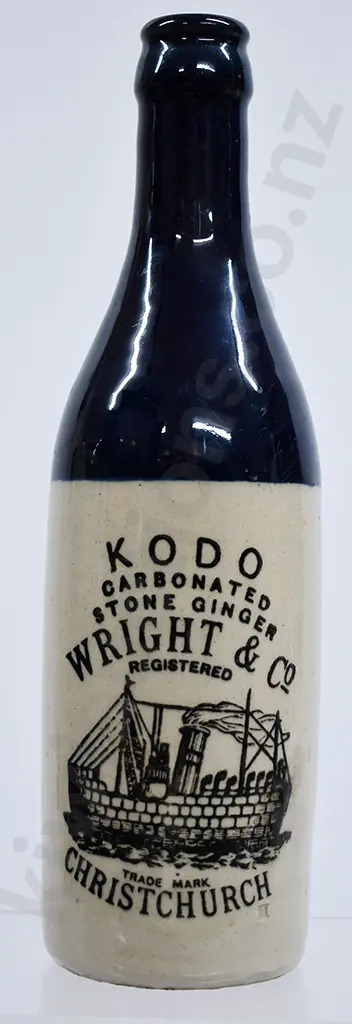 KODO
CARBONATED
STONE GINGER
WRIGHT & Co
REGISTERED
TRADE MARK
CHRISTCHURCH